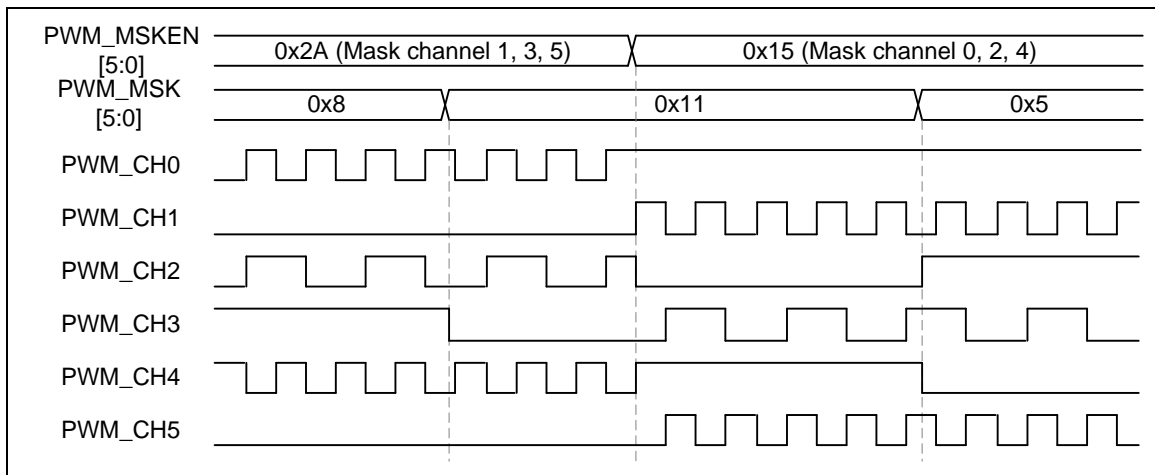 PWM_MSKEN
[5:0]
0x2A (Mask channel 1, 3, 5)
0x15 (Mask channel 0, 2, 4)
PWM_MSK
[5:0]
0x8
0x11
0x5
PWM_CH0
PWM_CH1
PWM_CH2
PWM_CH3
PWM_CH4
PWM_CH5